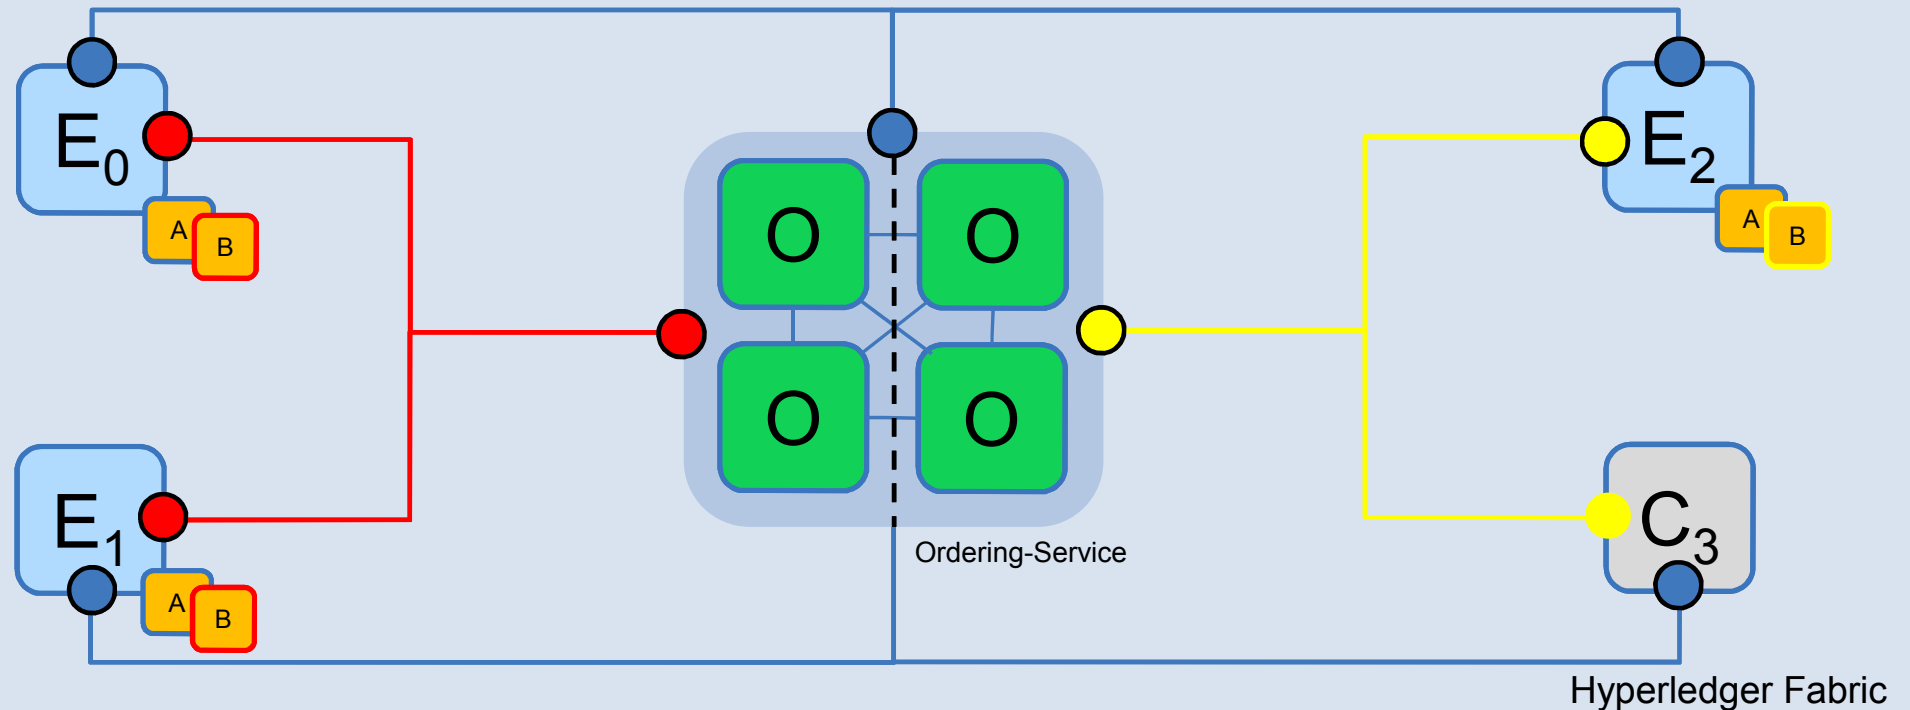 E0
A
B
O
O
O
O
E2
A
B
E1
A
B
Ordering-Service
C3
Hyperledger Fabric